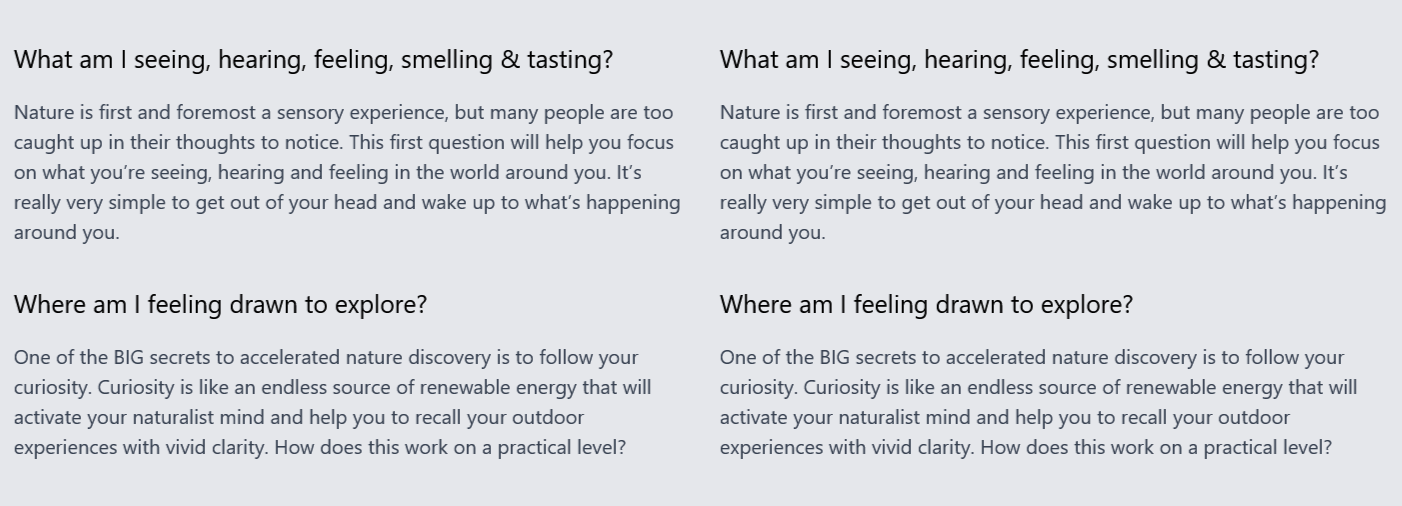 What am I seeing, hearing, feeling, smelling & tasting?
Nature is first and foremost a sensory experience, but many people are too
caught up in their thoughts to notice. This first question will help you focus
on what you’re seeing, hearing and feeling in the world around you. It’s
really very simple to get out of your head and wake up to what’s happening
around you.
Where am I feeling drawn to explore?
One of the BIG secrets to accelerated nature discovery is to follow your
curiosity. Curiosity is like an endless source of renewable energy that will
activate your naturalist mind and help you to recall your outdoor
experiences with vivid clarity. How does this work on a practical level?
What am I seeing, hearing, feeling, smelling & tasting?
Nature is first and foremost a sensory experience, but many people are too
caught up in their thoughts to notice. This first question will help you focus
on what you’re seeing, hearing and feeling in the world around you. It’s
really very simple to get out of your head and wake up to what’s happening
around you.
Where am I feeling drawn to explore?
One of the BIG secrets to accelerated nature discovery is to follow your
curiosity. Curiosity is like an endless source of renewable energy that will
activate your naturalist mind and help you to recall your outdoor
experiences with vivid clarity. How does this work on a practical level?